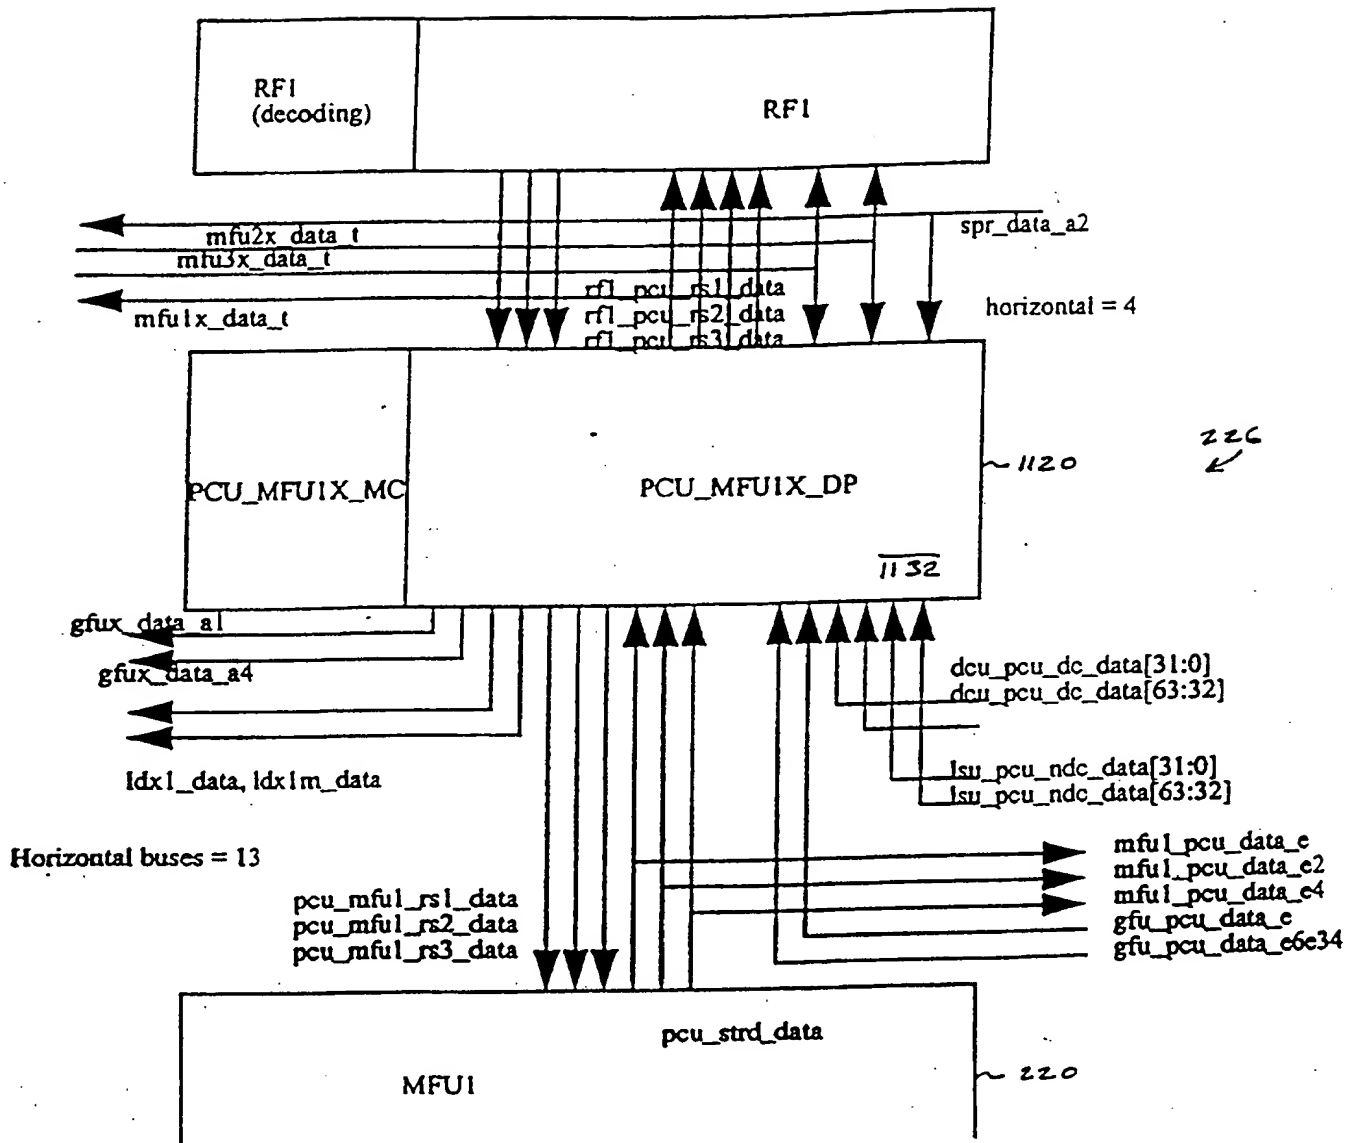 RF1
(decoding)
RF1
spr_data_a2
mfu2x_data_t
mfu3x_data_t
rf1_pcu_rs1_data
mfu1x_data_t
rf1_pcu_rs2_data
horizontal = 4
rf1_pcu_rs3_data
226
1120
PCU_MFU1X_MC
PCU_MFU1X_DP
1132
gfux_data_a1
gfux_data_a4
dcu_pcu_dc_data[31:0]
dcu_pcu_dc_data[63:32]
ldx1_data, ldx1m_data
lsu_pcu_ndc_data[31:0]
lsu_pcu_ndc_data[63:32]
Horizontal buses = 13
mfu1_pcu_data_e
mfu1_pcu_data_e2
mfu1_pcu_data_e4
gfu_pcu_data_e
gfu_pcu_data_e6e34
pcu_mfu1_rs1_data
pcu_mfu1_rs2_data
pcu_mfu1_rs3_data
pcu_strd_data
MFU1
220